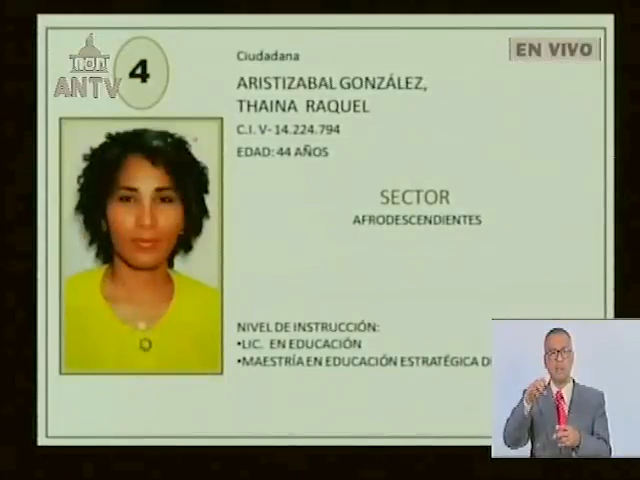 ANTV
4
EN VIVO
Ciudadana
ARISTIZABAL GONZÁLEZ,
THAINA RAQUEL
C.I. V- 14.224.794
EDAD: 44 AÑOS
SECTOR
AFRODESCENDIENTES
NIVEL DE INSTRUCCIÓN:
•LIC. EN EDUCACIÓN
•MAESTRÍA EN EDUCACIÓN ESTRATÉGICA